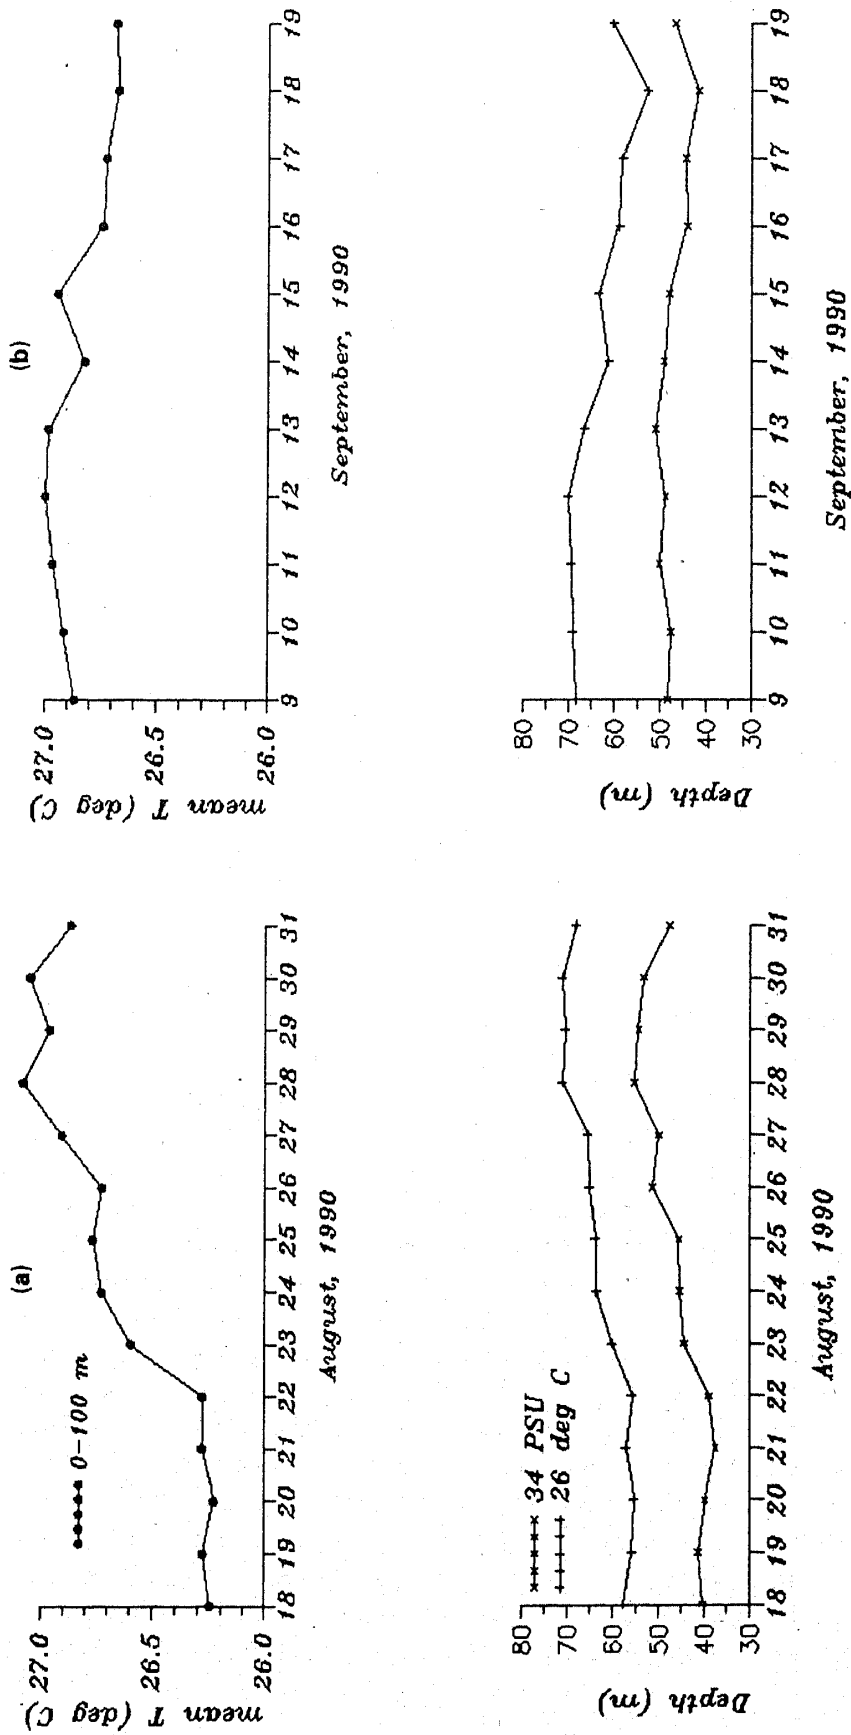 (a)
27.0
26.5
26.0
mean T (deg C)
0-100 m
18 19 20 21 22 23 24 25 26 27 28 29 30 31
August, 1990
80
70
60
50
40
30
Depth (m)
34 PSU
26 deg C
18 19 20 21 22 23 24 25 26 27 28 29 30 31
August, 1990
(b)
27.0
26.5
26.0
mean T (deg C)
9 10 11 12 13 14 15 16 17 18 19
September, 1990
80
70
60
50
40
30
Depth (m)
9 10 11 12 13 14 15 16 17 18 19
September, 1990